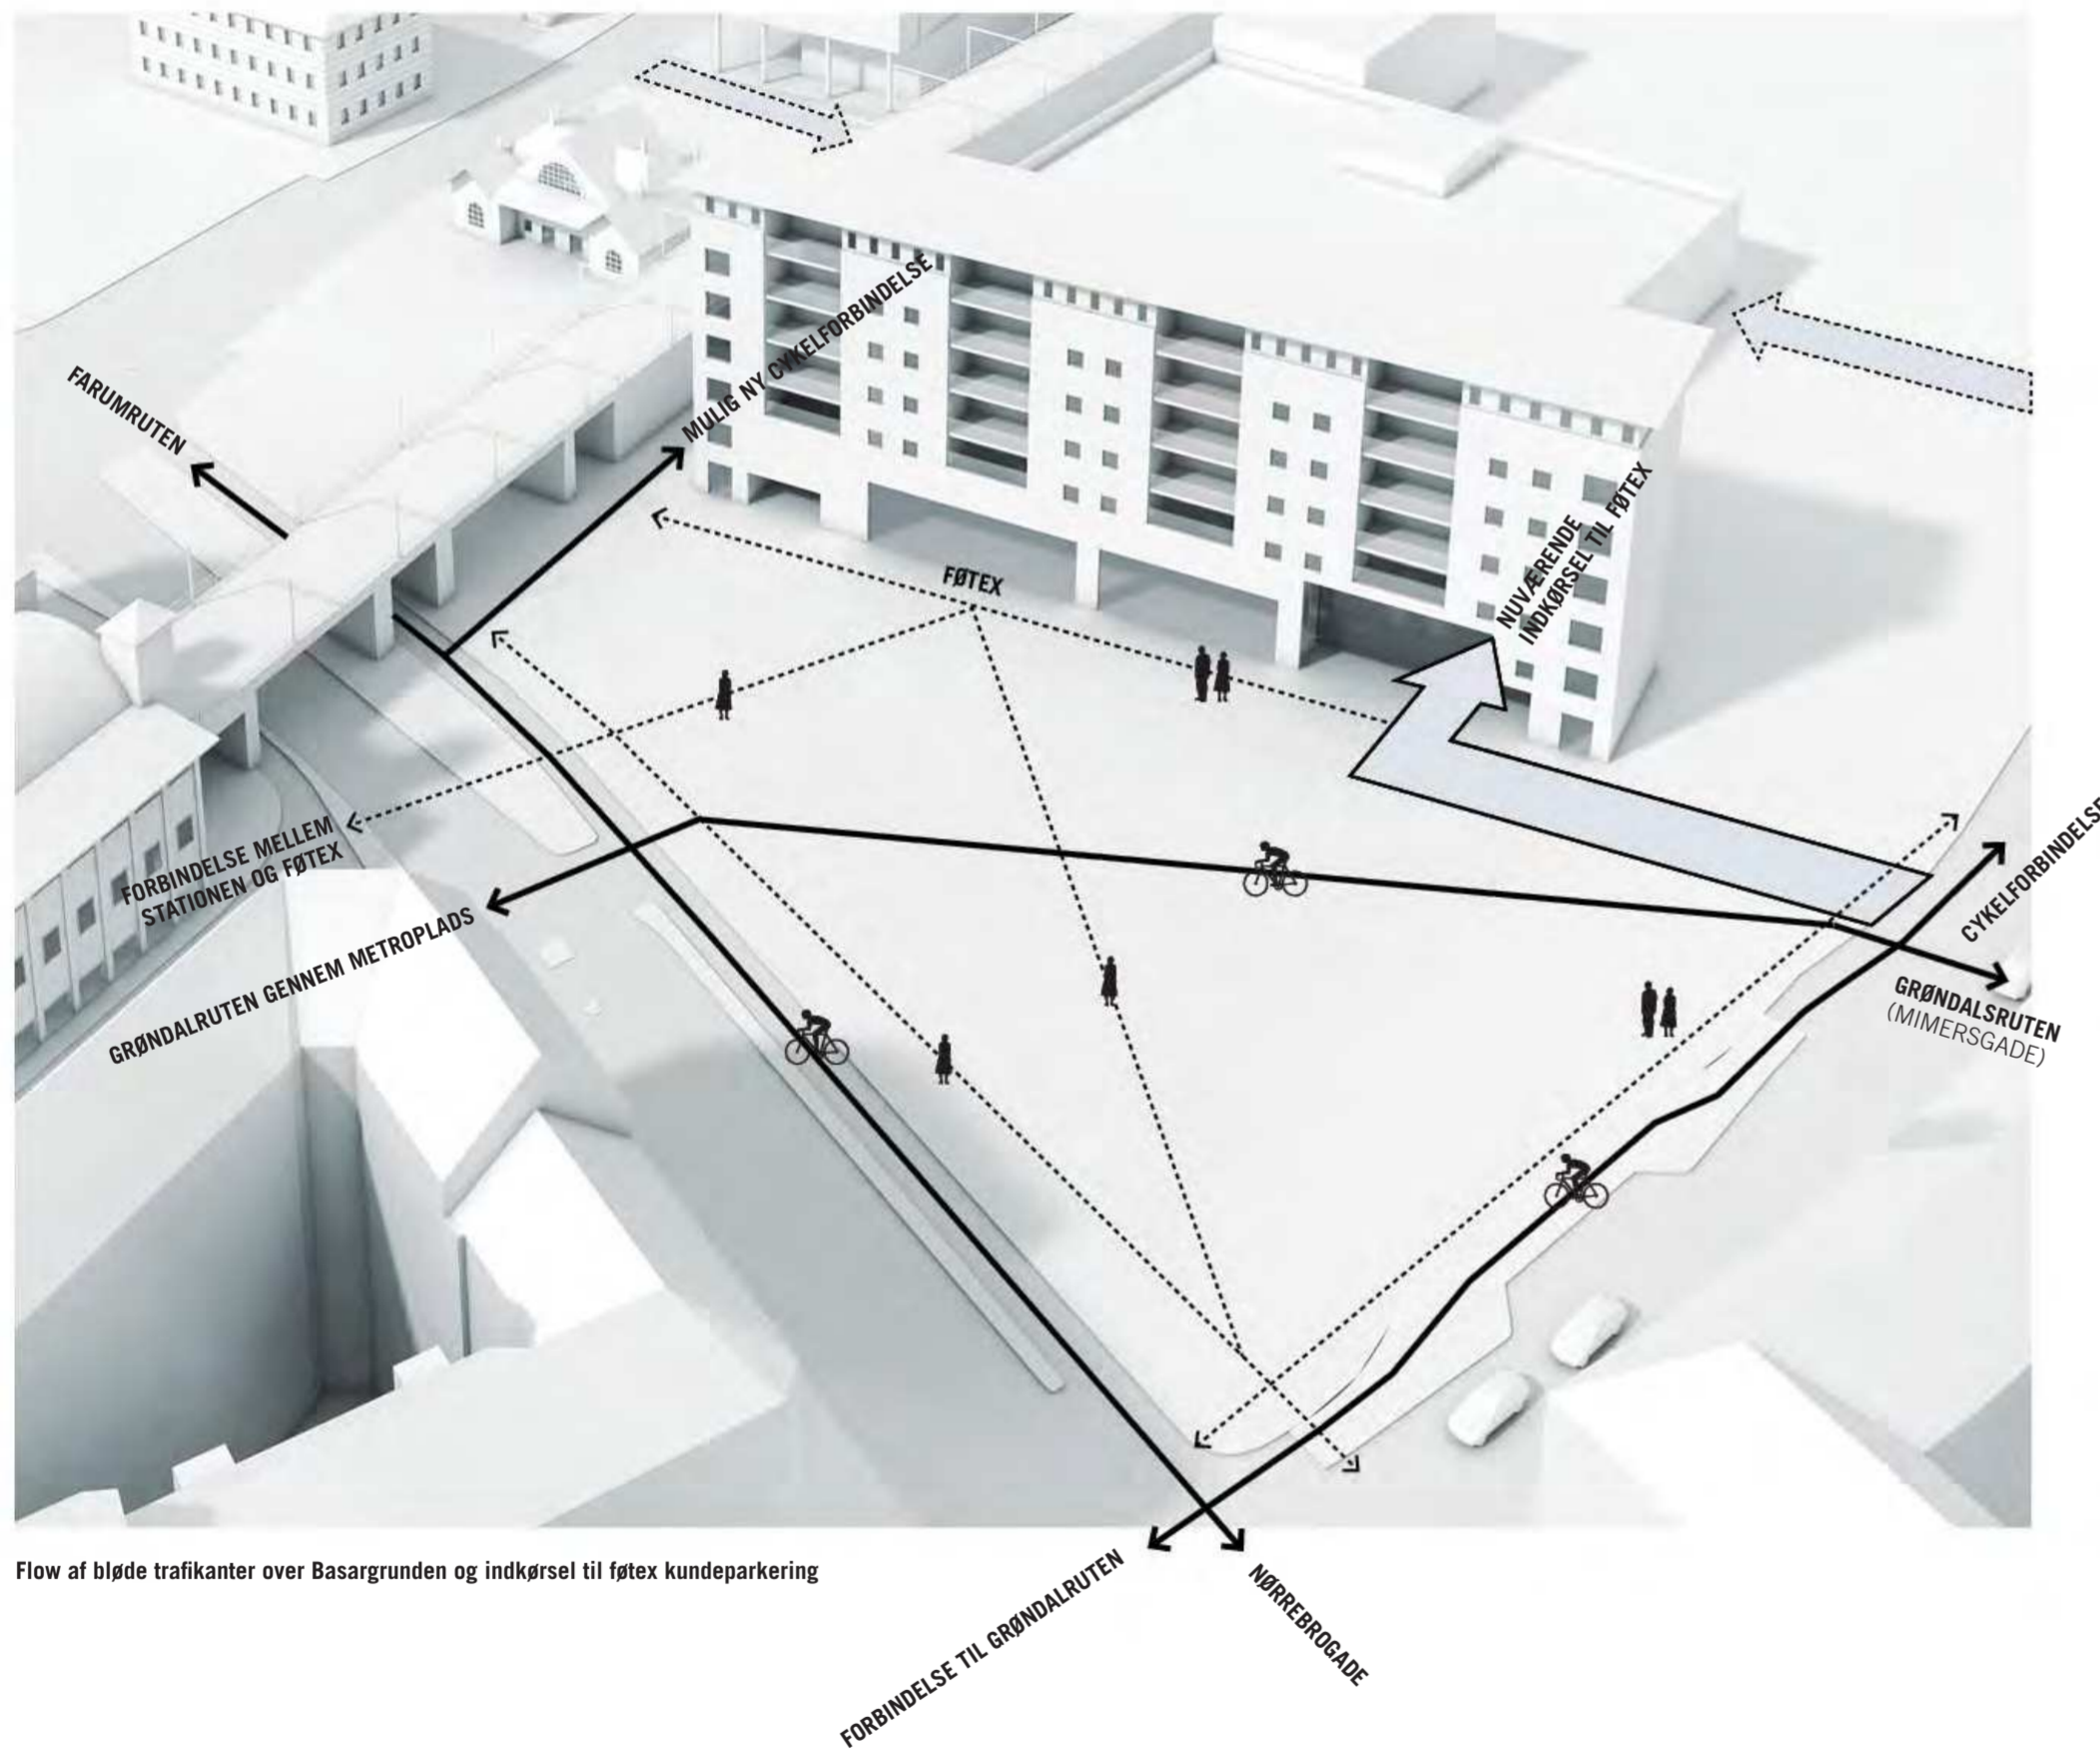 MULIG NY CYKELFORBINDELSE
FARUMRUTEN
FØTEX
NUVÆRENDE
INDKØRSEL TIL FØTEX
FORBINDELSE MELLEM
STATIONEN OG FØTEX
GRØNDALRUTEN GENNEM METROPLADS
CYKELFORBINDELSE
GRØNDALSRUTEN
(MIMERSGADE)
Flow af bløde trafikanter over Basargrunden og indkørsel til føtex kundeparkering
FORBINDELSE TIL GRØNDALRUTEN
NØRREBROGADE